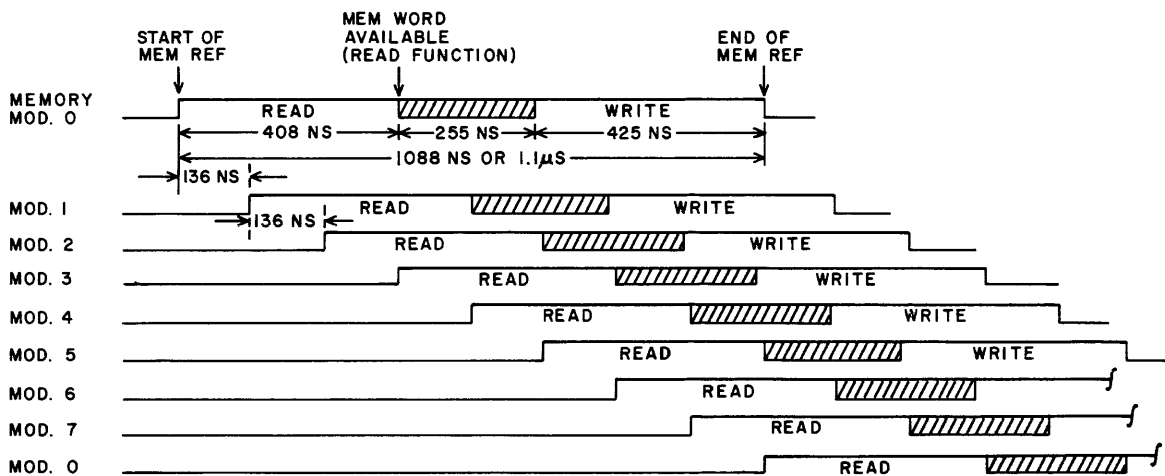 START OF
MEM REF
MEM WORD
AVAILABLE
(READ FUNCTION)
END OF
MEM REF
MEMORY
MOD. 0
READ
WRITE
408 NS
255 NS
425 NS
1088 NS OR 1.1μS
136 NS
MOD. 1
READ
WRITE
136 NS
MOD. 2
READ
WRITE
MOD. 3
READ
WRITE
MOD. 4
READ
WRITE
MOD. 5
READ
WRITE
MOD. 6
READ
MOD. 7
READ
MOD. 0
READ